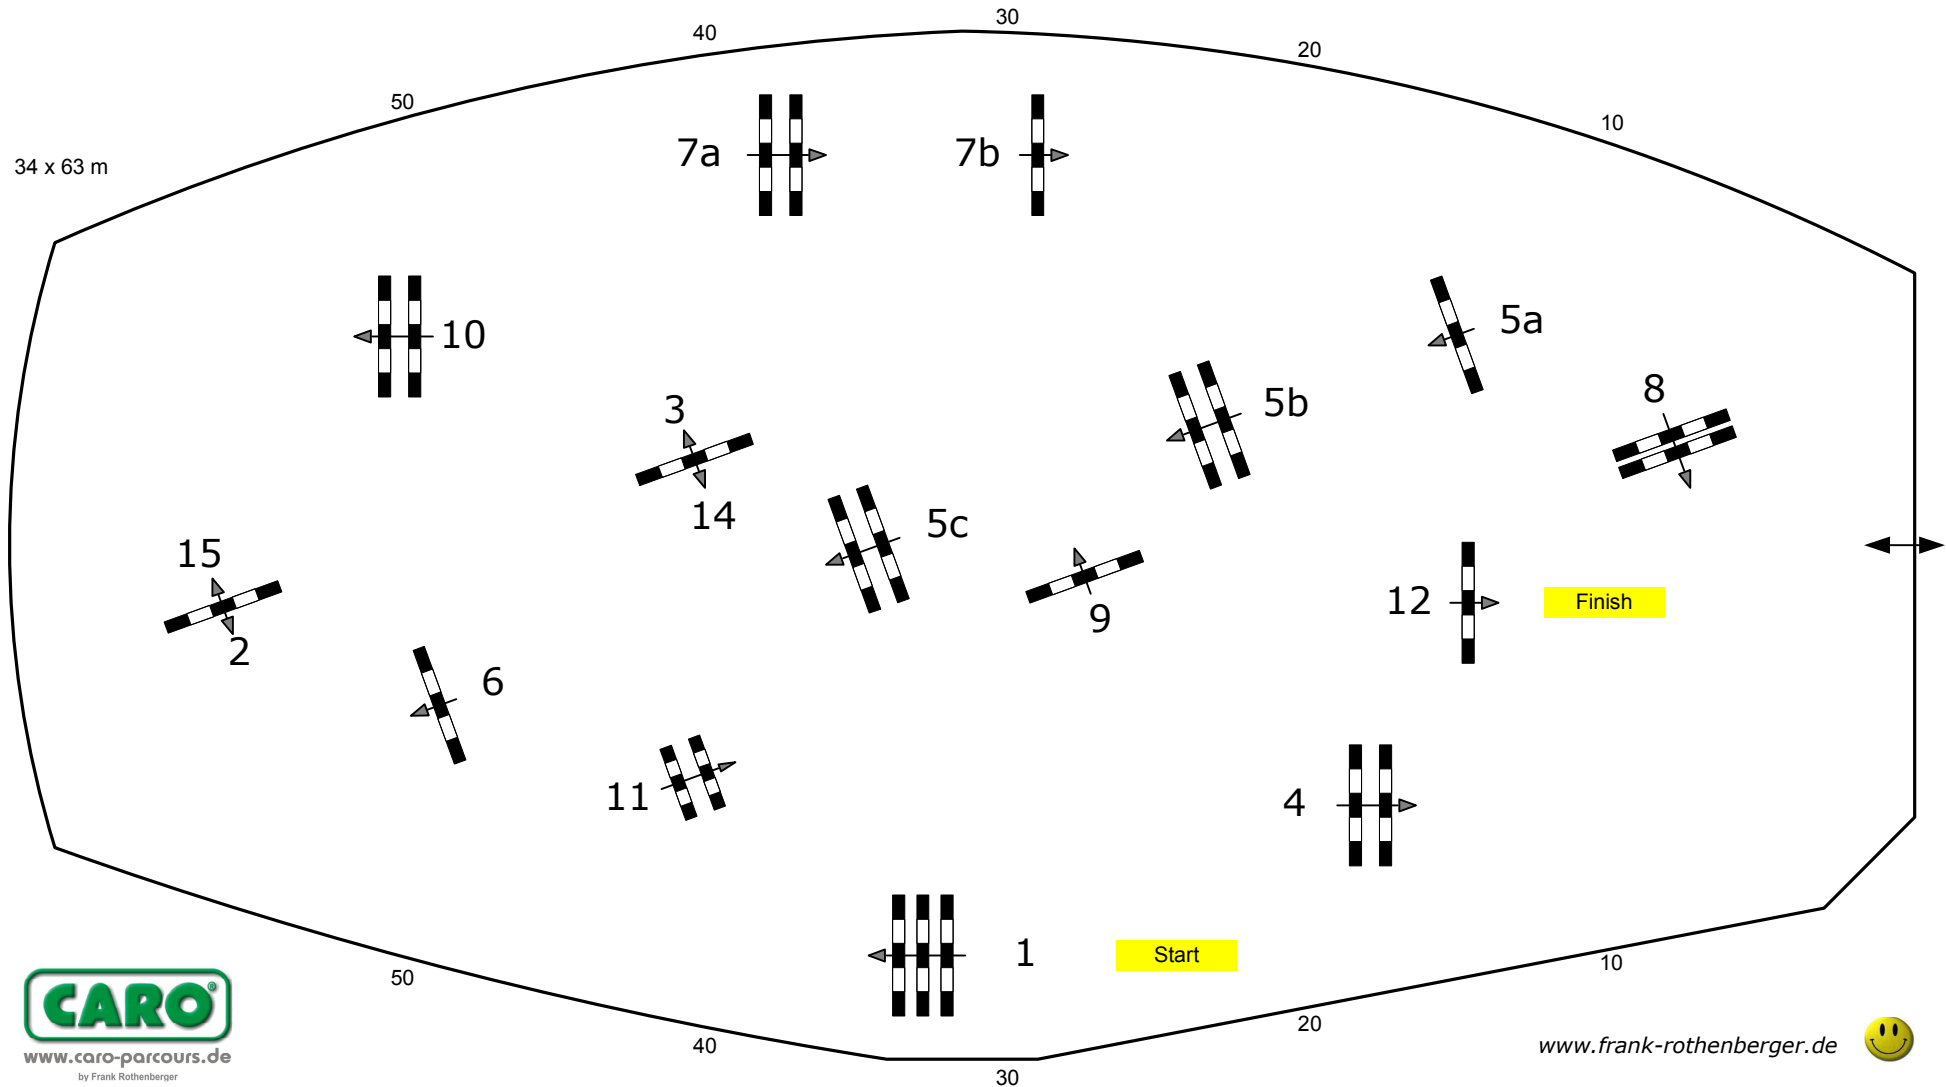 30
40
20
50
10
34 x 63 m
7a
7b
10
5a
5b
3
8
14
5c
15
2
9
12
Finish
6
11
4
1
Start
50
10
20
40
30
CARO®
www.caro-parcours.de
by Frank Rothenberger
www.frank-rothenberger.de